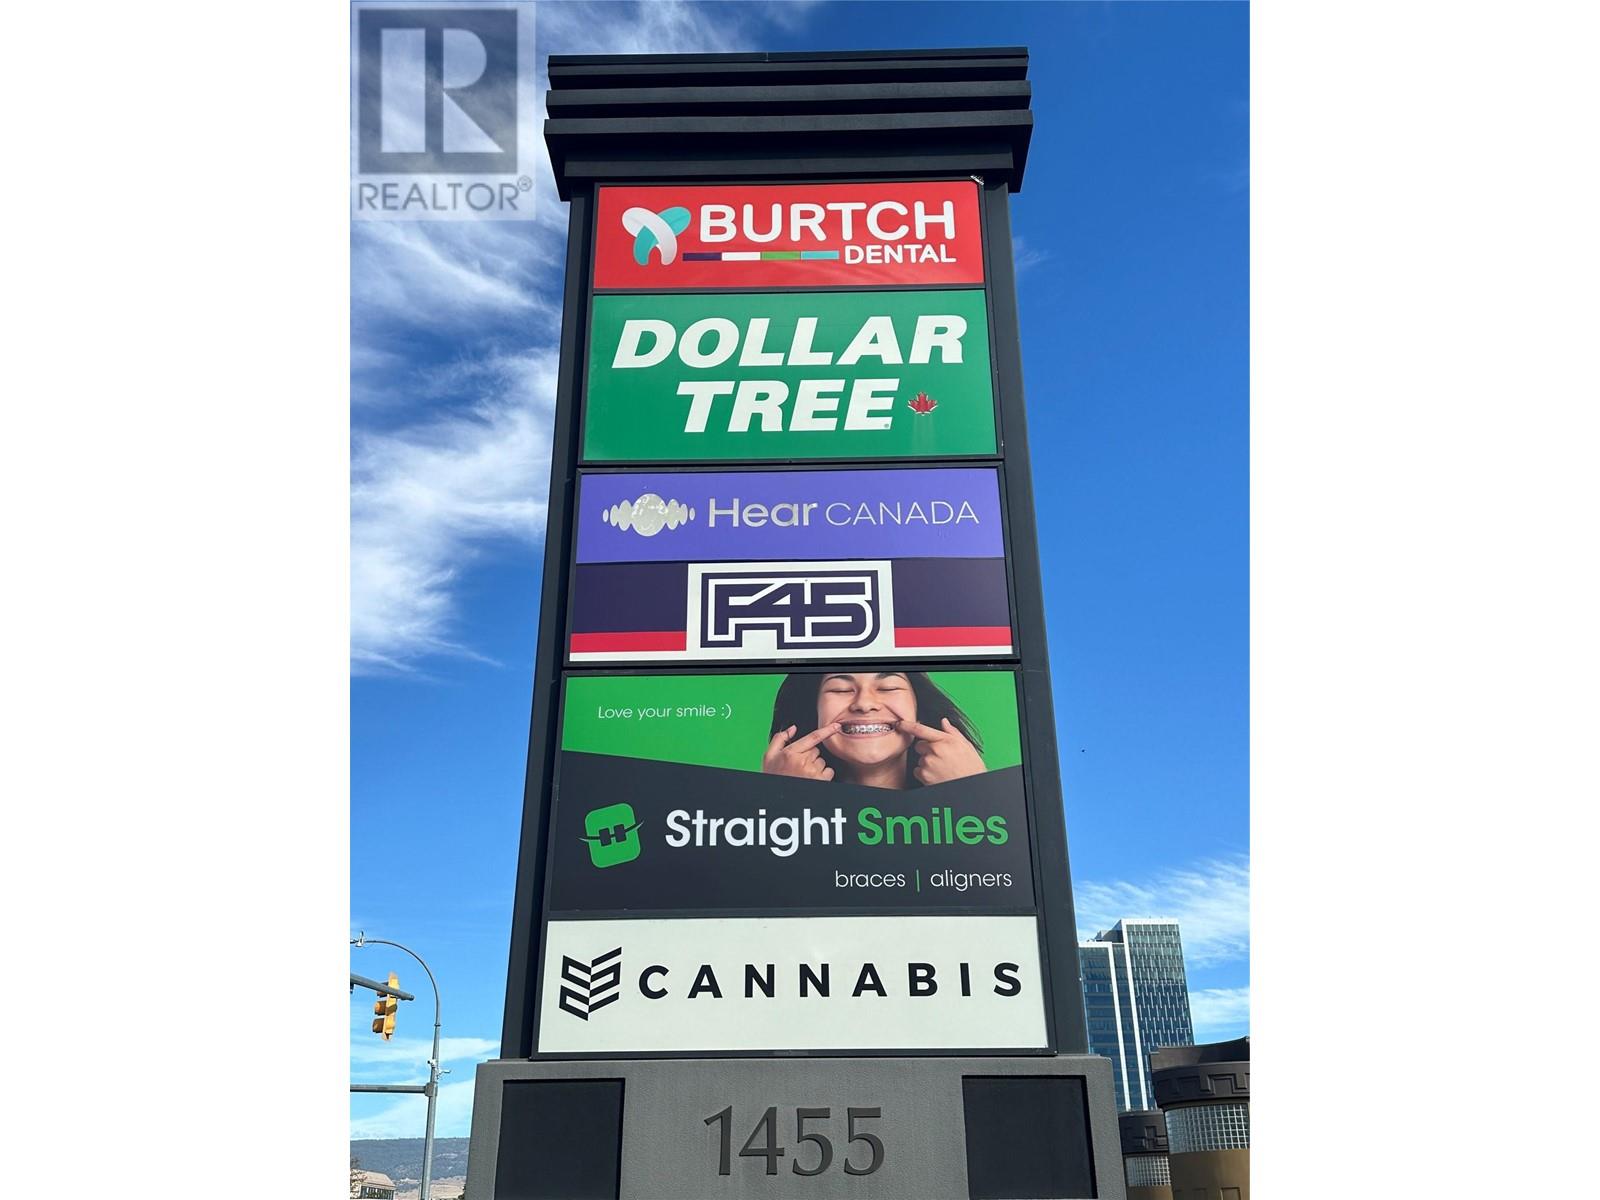 REALTOR®
BURTCH
DENTAL
DOLLAR
TREE
Hear CANADA
F45
Love your smile :)
Straight Smiles
braces | aligners
CANNABIS
1455